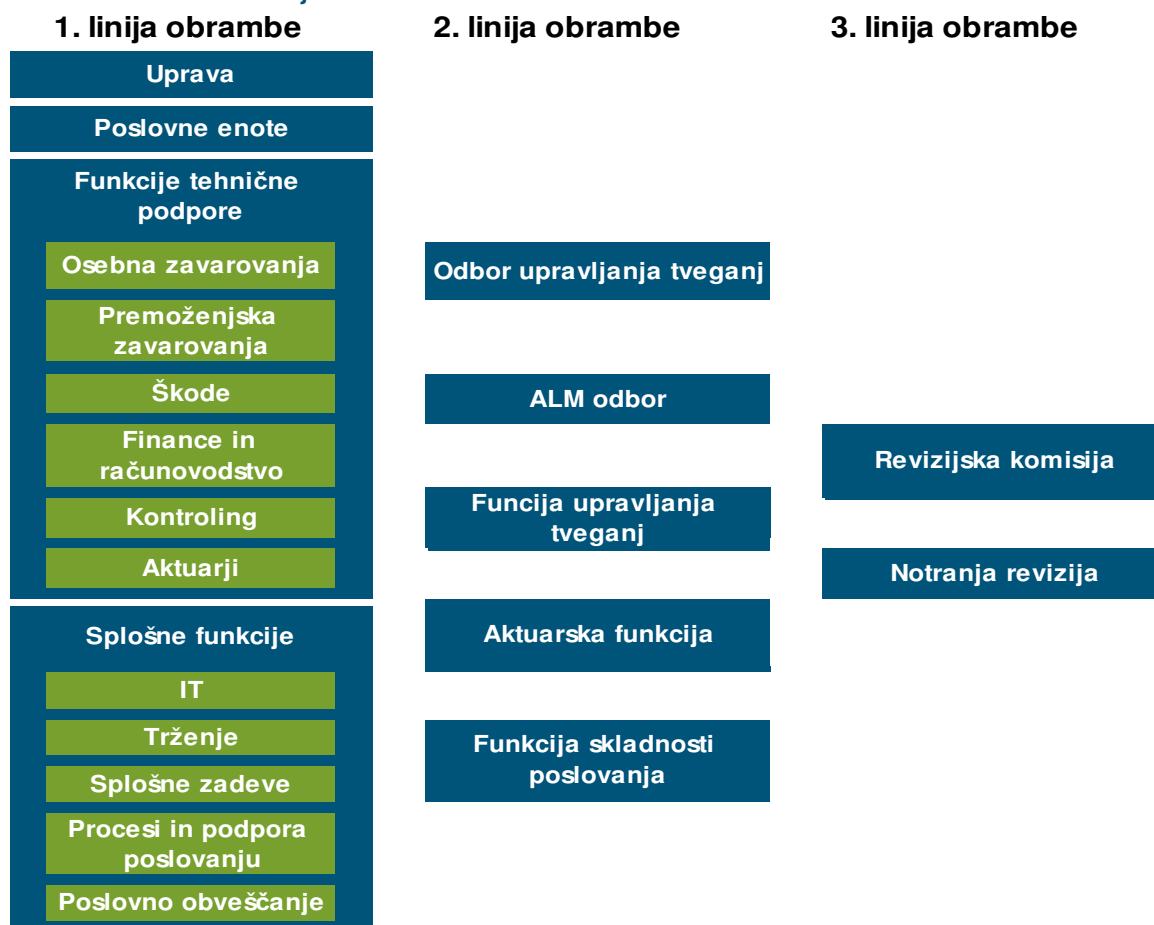 1. linija obrambe
Uprava
Poslovne enote
Funkcije tehnične
podpore
Osebna zavarovanja
Premoženjska
zavarovanja
Škode
Finance in
računovodstvo
Kontroling
Aktuarji
Splošne funkcije
IT
Trženje
Splošne zadeve
Procesi in podpora
poslovanju
Poslovno obveščanje
2. linija obrambe
Odbor upravljanja tveganj
ALM odbor
Funcija upravljanja
tveganj
Aktuarska funkcija
Funkcija skladnosti
poslovanja
3. linija obrambe
Revizijska komisija
Notranja revizija